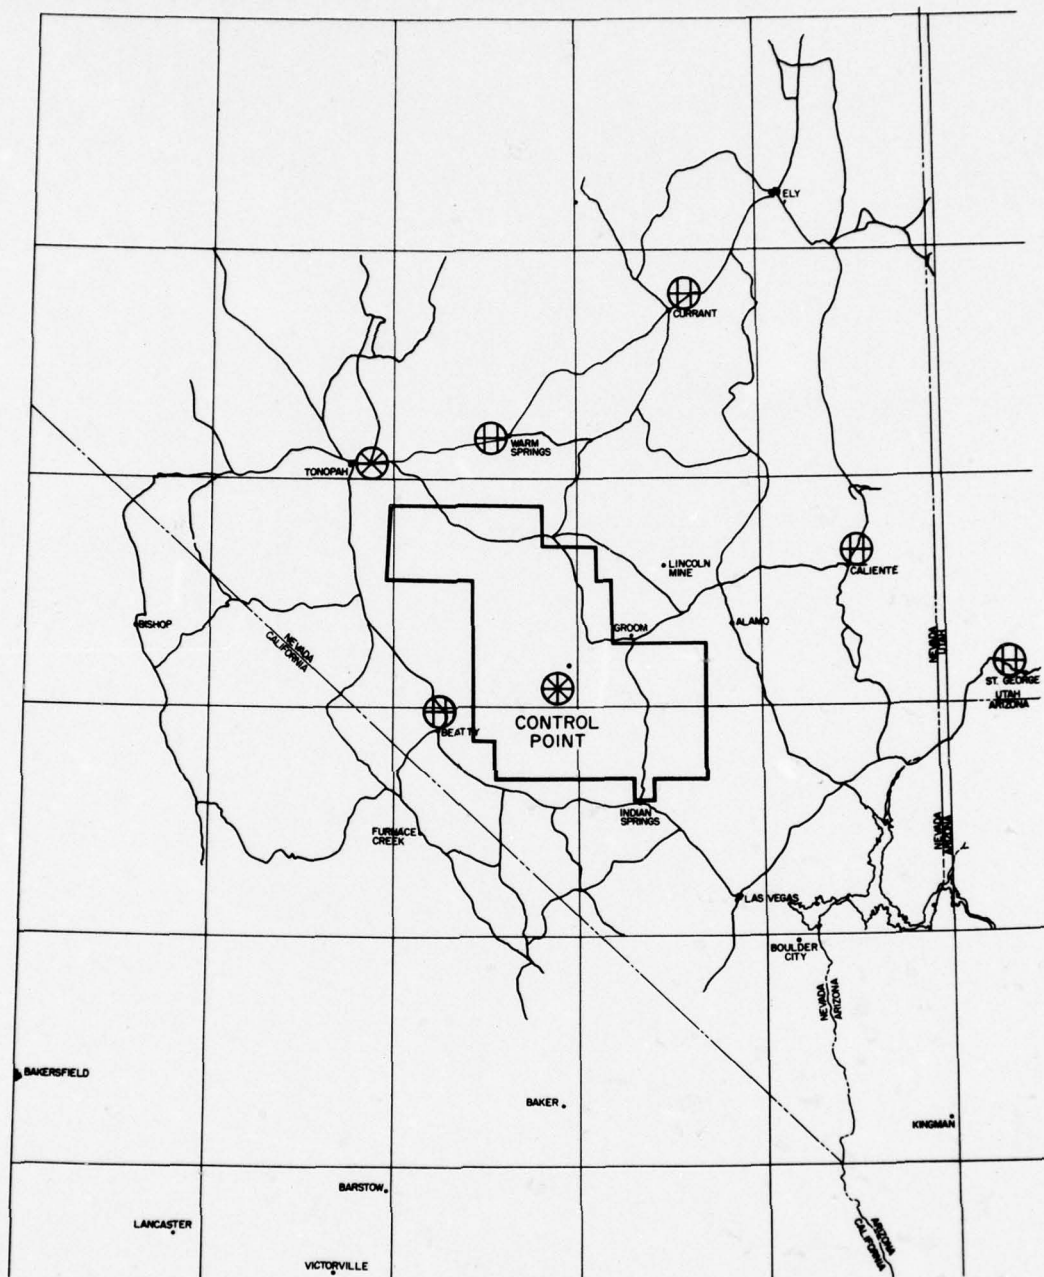 ELY
CURRANT
WARM
SPRINGS
TONOPAH
LINCOLN
MINE
CALIENTE
BISHOP
NEVADA
CALIFORNIA
GROOM
ALAMO
NEVADA
UTAH
ST. GEORGE
UTAH
ARIZONA
CONTROL
POINT
BEATTY
INDIAN
SPRINGS
FURNACE
CREEK
NEVADA
ARIZONA
LAS VEGAS
BOULDER
CITY
NEVADA
ARIZONA
BAKERSFIELD
BAKER
KINGMAN
BARSTOW
LANCASTER
ARIZONA
CALIFORNIA
VICTORVILLE